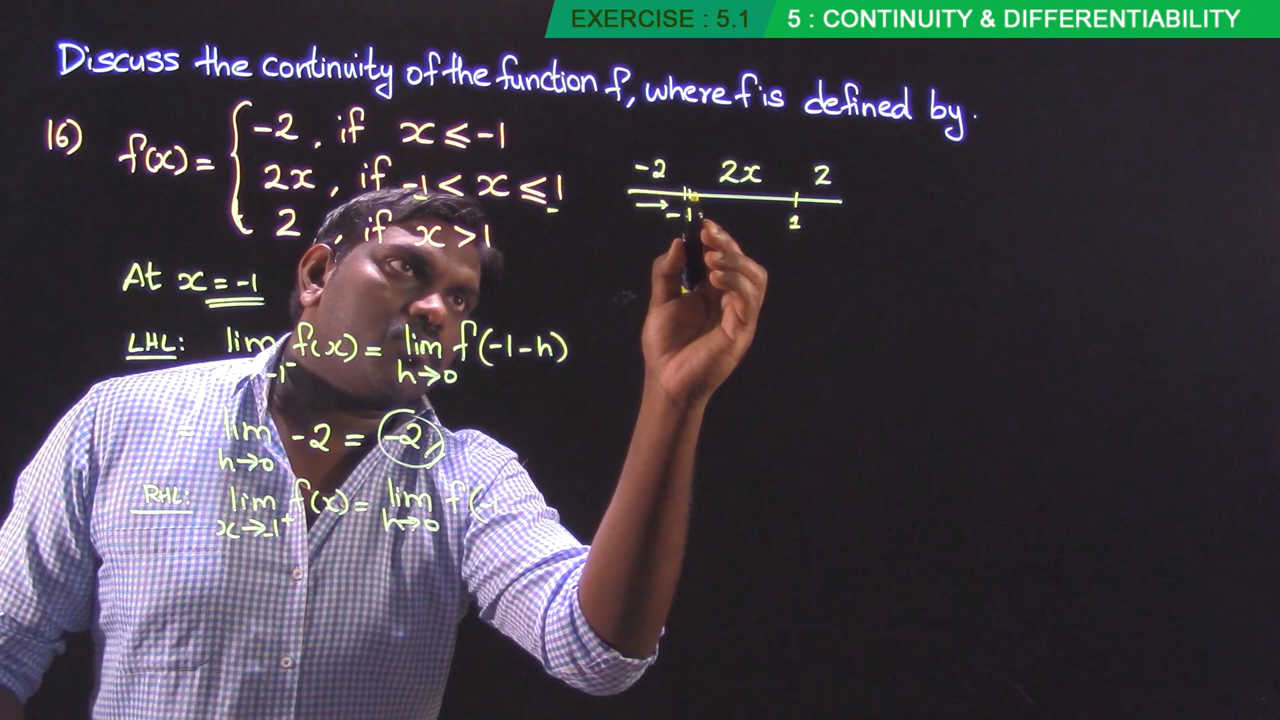 EXERCISE : 5.1
5 : CONTINUITY & DIFFERENTIABILITY
Discuss the continuity of the function f, where f is defined by.
16) f(x) = { -2, if x ≤ -1
2x, if -1 < x ≤ 1
2, if x > 1
-2 2x 2
→ -1 1
At x = -1
LHL: lim f(x) = lim f(-1-h)
-1⁻ h→0
= lim -2 = -2
h→0
RHL: lim f(x) = lim f(-1
x→-1⁺ h→0